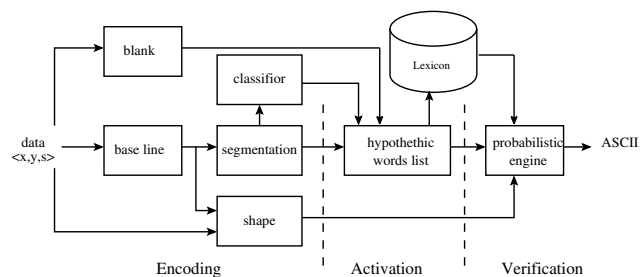 blank
Lexicon
classifior
data
<x,y,s>
base line
segmentation
hypothethic
words list
probabilistic
engine
ASCII
shape
Encoding
Activation
Verification